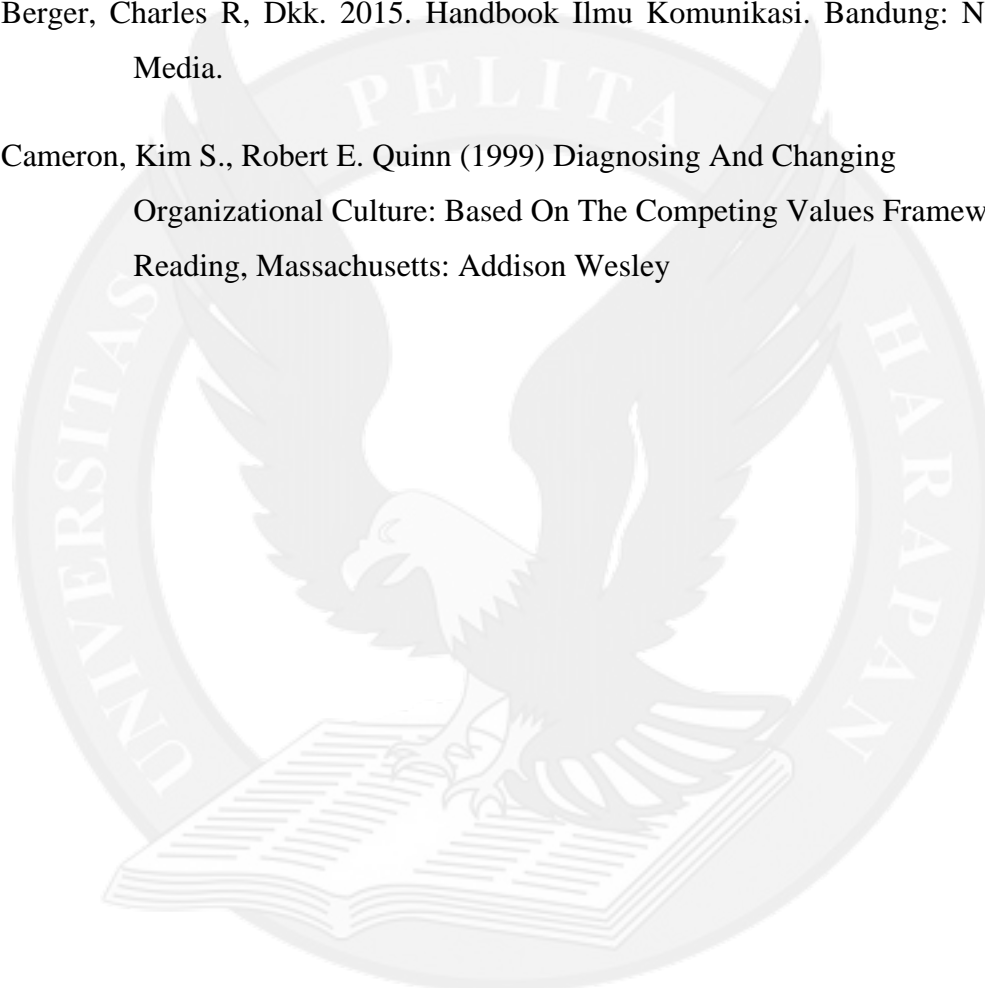 Berger, Charles R, Dkk. 2015. Handbook Ilmu Komunikasi. Bandung:
Media.
Cameron, Kim S., Robert E. Quinn (1999) Diagnosing And Changing
Organizational Culture: Based On The Competing Values
Reading, Massachusetts: Addison Wesley
UNIVERSITAS PELITA HARAPAN